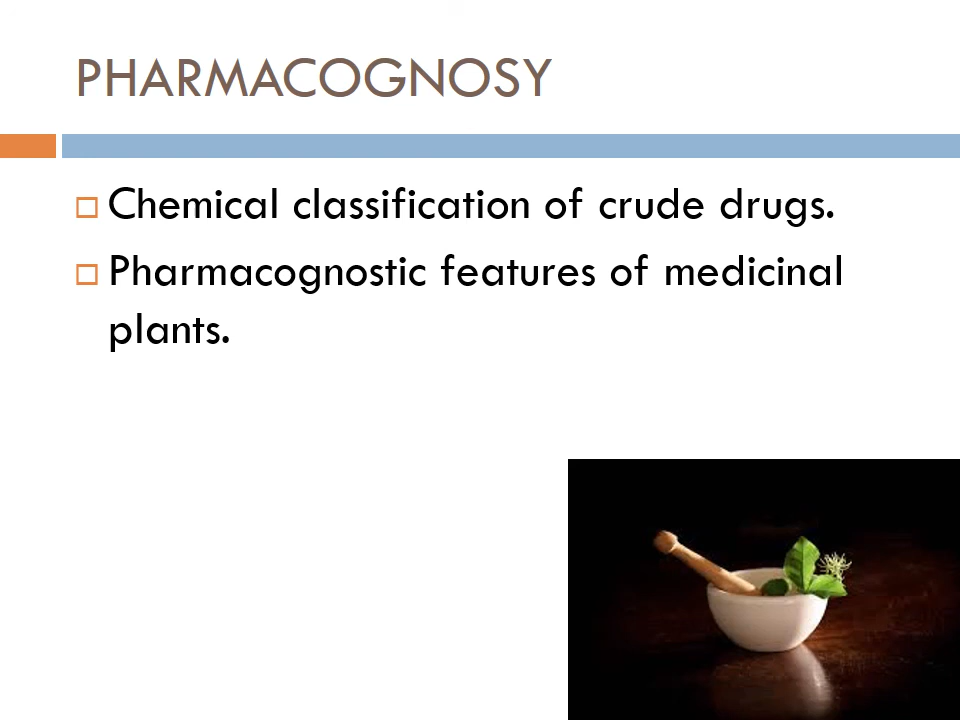 PHARMACOGNOSY
Chemical classification of crude drugs.
Pharmacognostic features of medicinal
plants.